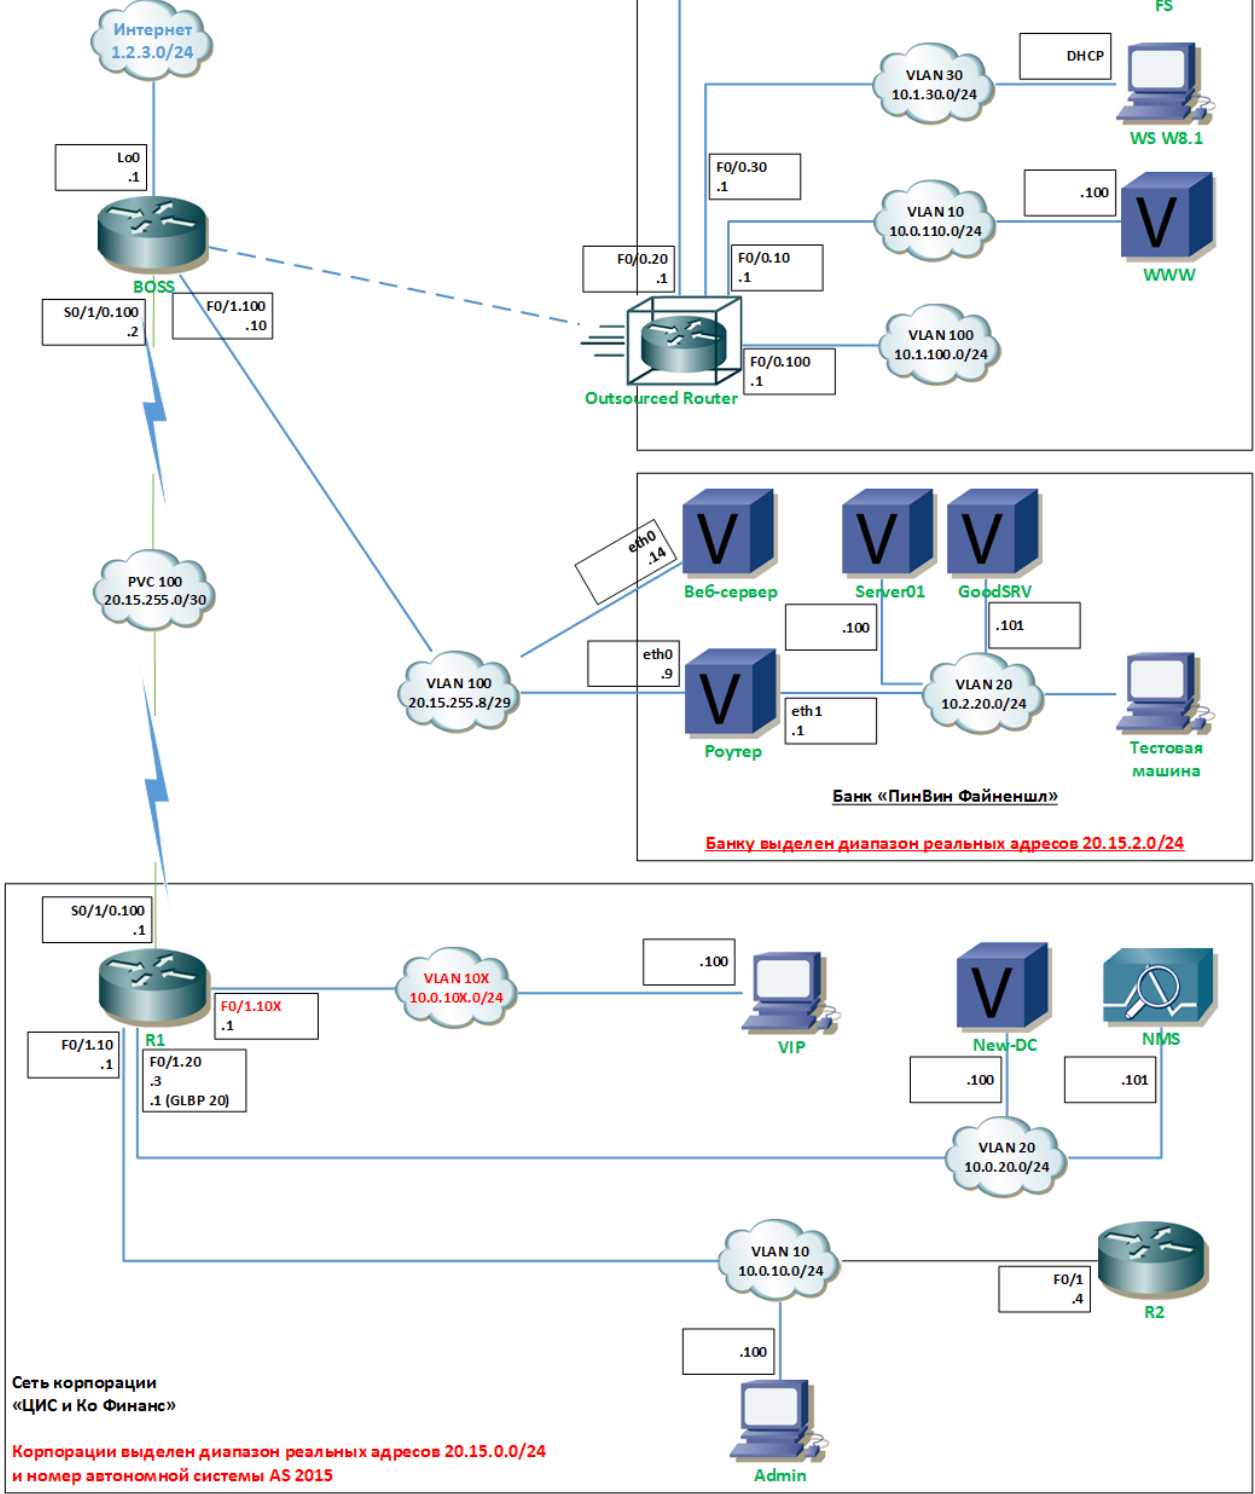 Интернет
1.2.3.0/24
FS
DHCP
VLAN 30
10.1.30.0/24
WS W8.1
Lo0
.1
F0/0.30
.1
.100
VLAN 10
10.0.110.0/24
WWW
BOSS
F0/0.20
.1
F0/0.10
.1
S0/1/0.100
.2
F0/1.100
.10
VLAN 100
10.1.100.0/24
F0/0.100
.1
Outsourced Router
eth0
.14
Веб-сервер
Server01
GoodSRV
PVC 100
20.15.255.0/30
.100
.101
eth0
.9
VLAN 100
20.15.255.8/29
VLAN 20
10.2.20.0/24
eth1
.1
Роутер
Тестовая
машина
Банк «ПинВин Файненшл»
Банку выделен диапазон реальных адресов 20.15.2.0/24
S0/1/0.100
.1
VLAN 10X
10.0.10X.0/24
.100
F0/1.10X
.1
R1
VIP
New-DC
NMS
F0/1.10
.1
F0/1.20
.3
.1 (GLBP 20)
.100
.101
VLAN 20
10.0.20.0/24
VLAN 10
10.0.10.0/24
F0/1
.4
R2
.100
Admin
Сеть корпорации
«ЦИС и Ко Финанс»
Корпорации выделен диапазон реальных адресов 20.15.0.0/24
и номер автономной системы AS 2015
V
V
V
V
V
V